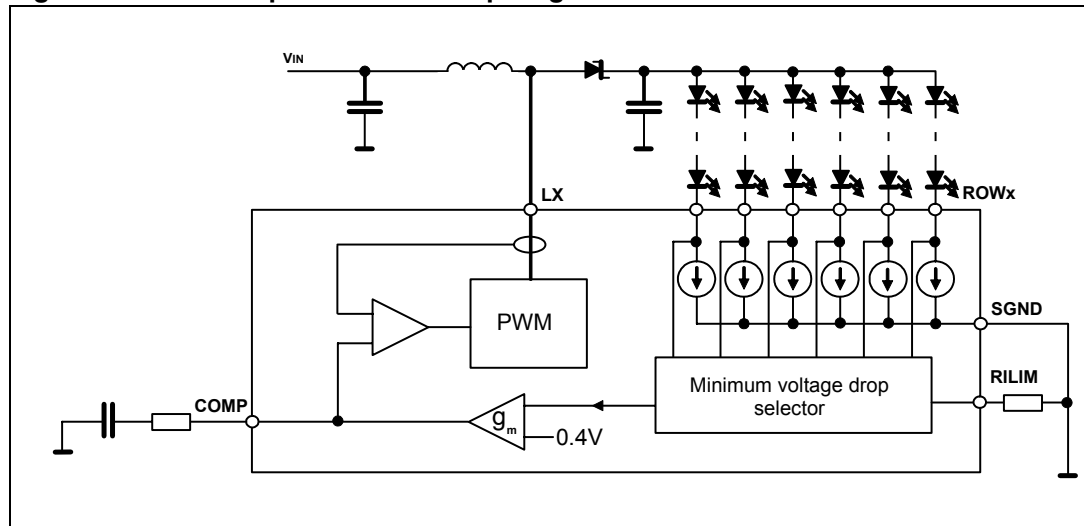 VIN
LX
ROWx
PWM
SGND
Minimum voltage drop
selector
RILIM
COMP
gm
0.4V